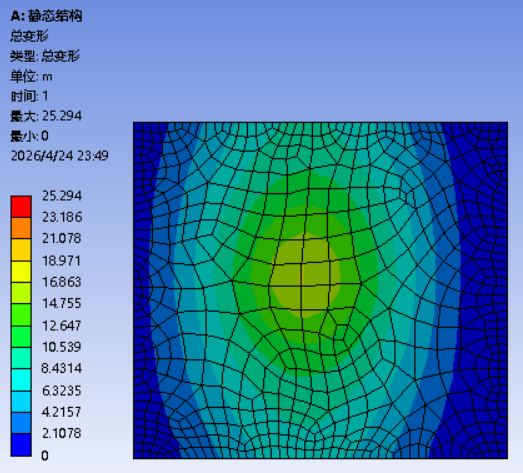 A: 静态结构
总变形
类型: 总变形
单位: m
时间: 1
最大: 25.294
最小: 0
2026/4/24 23:49
25.294
23.186
21.078
18.971
16.863
14.755
12.647
10.539
8.4314
6.3235
4.2157
2.1078
0